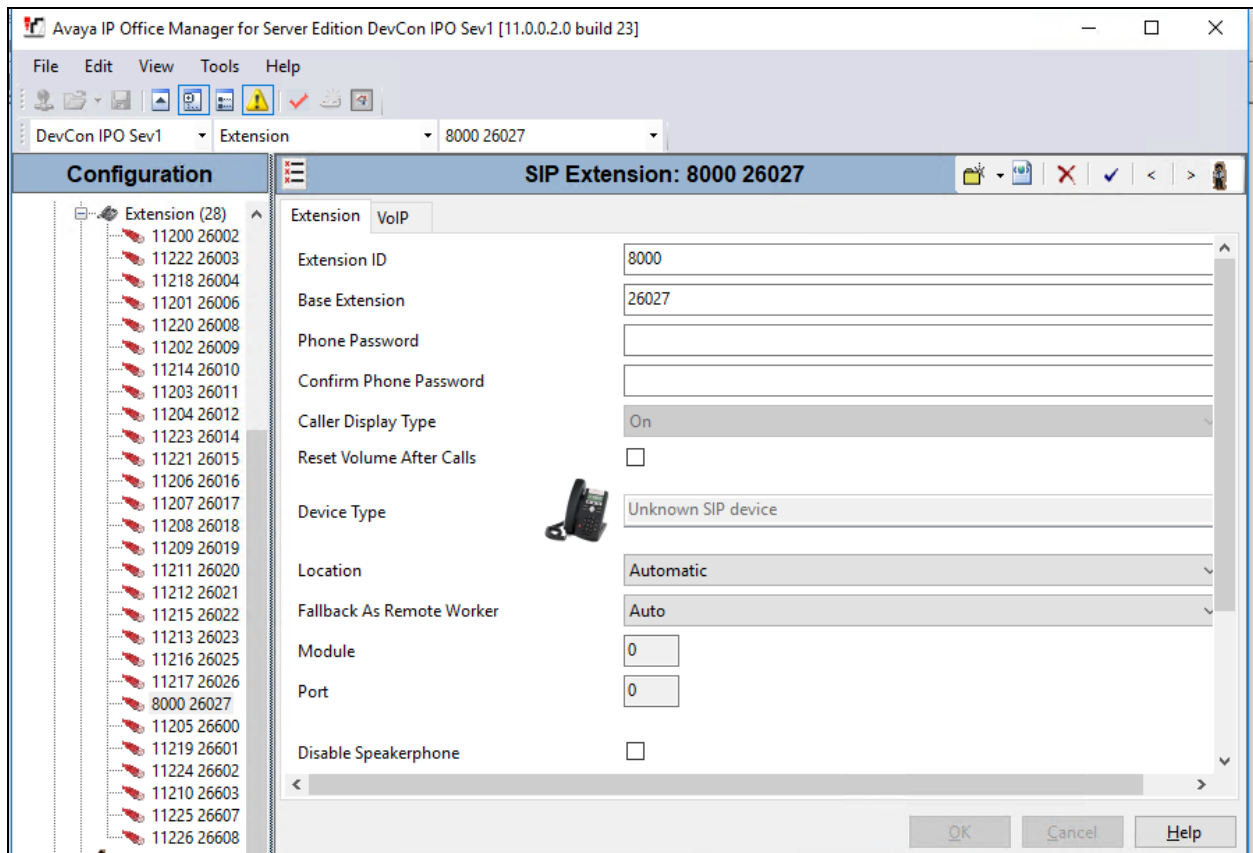 Avaya IP Office Manager for Server Edition DevCon IPO Sev1 [11.0.0.2.0 build 23]
File Edit View Tools Help
DevCon IPO Sev1 Extension 8000 26027
Configuration
SIP Extension: 8000 26027
Extension (28)
11200 26002
11222 26003
11218 26004
11201 26006
11220 26008
11202 26009
11214 26010
11203 26011
11204 26012
11223 26014
11221 26015
11206 26016
11207 26017
11208 26018
11209 26019
11211 26020
11212 26021
11215 26022
11213 26023
11216 26025
11217 26026
8000 26027
11205 26600
11219 26601
11224 26602
11210 26603
11225 26607
11226 26608
Extension VoIP
Extension ID 8000
Base Extension 26027
Phone Password
Confirm Phone Password
Caller Display Type On
Reset Volume After Calls
Device Type Unknown SIP device
Location Automatic
Fallback As Remote Worker Auto
Module 0
Port 0
Disable Speakerphone
OK Cancel Help